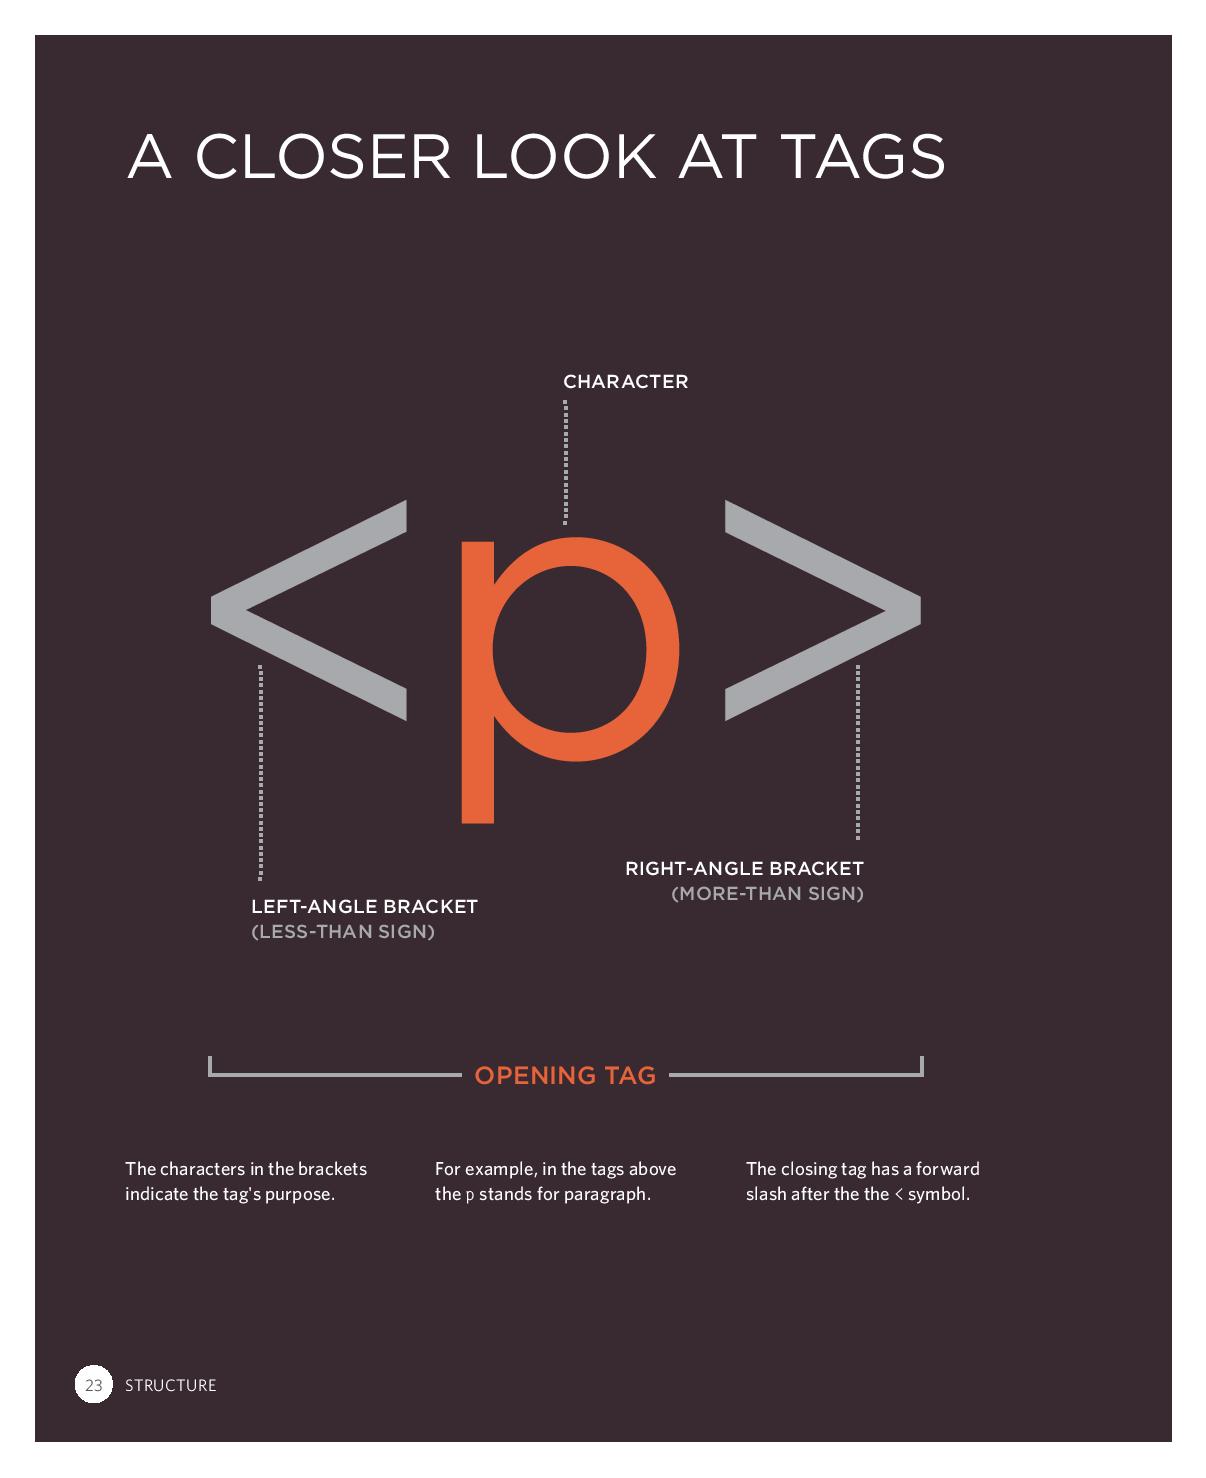 A CLOSER LOOK AT TAGS
CHARACTER
<p>
RIGHT-ANGLE BRACKET
(MORE-THAN SIGN)
LEFT-ANGLE BRACKET
(LESS-THAN SIGN)
OPENING TAG
The characters in the brackets
indicate the tag's purpose.
For example, in the tags above
the p stands for paragraph.
The closing tag has a forward
slash after the the < symbol.
23 STRUCTURE